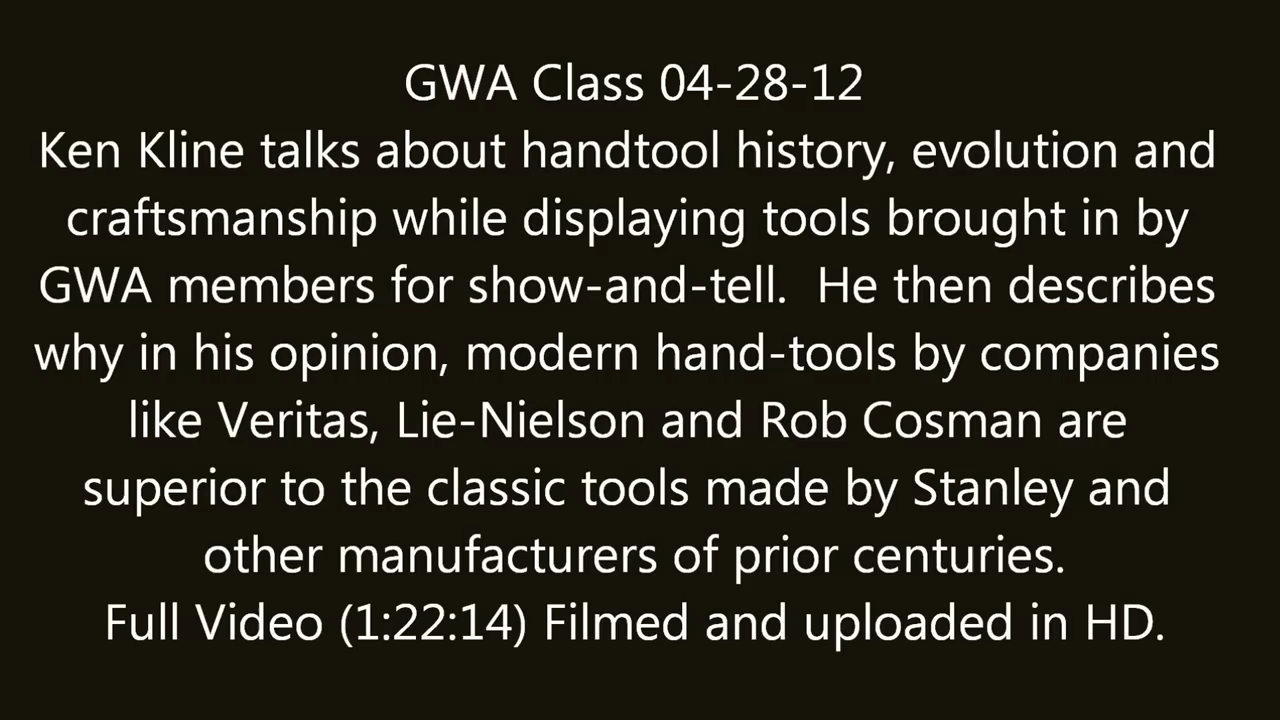 GWA Class 04-28-12
Ken Kline talks about handtool history, evolution and
craftsmanship while displaying tools brought in by
GWA members for show-and-tell.  He then describes
why in his opinion, modern hand-tools by companies
like Veritas, Lie-Nielson and Rob Cosman are
superior to the classic tools made by Stanley and
other manufacturers of prior centuries.
Full Video (1:22:14) Filmed and uploaded in HD.